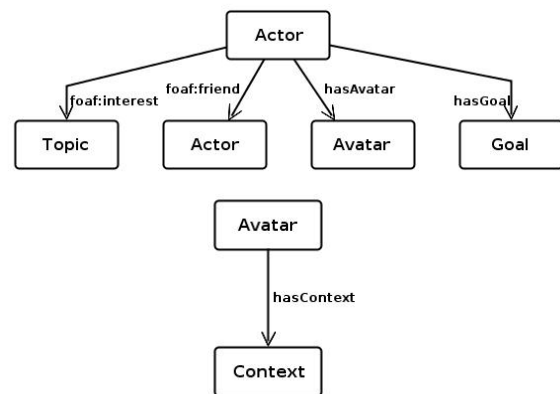 Actor
foaf:interest
foaf:friend
hasAvatar
hasGoal
Topic
Actor
Avatar
Goal
Avatar
hasContext
Context